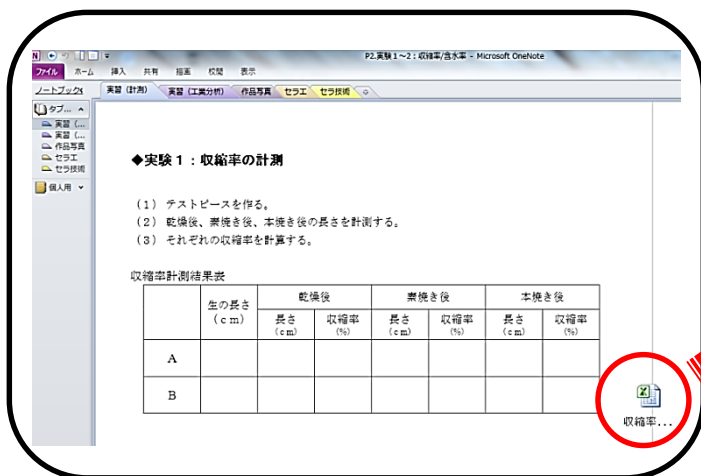 P2.実験1～2：収縮率/含水率 - Microsoft OneNote
ファイル ホーム 挿入 共有 描画 校閲 表示
ノートブック
実習（計測） 実習（工業分析） 作品写真 セラエ セラ技術
タブ...
実習（...
実習（...
作品写真
セラエ
セラ技術
個人用
◆実験１：収縮率の計測
（１） テストピースを作る。
（２） 乾燥後、素焼き後、本焼き後の長さを計測する。
（３） それぞれの収縮率を計算する。
収縮率計測結果表
生の長さ（ｃｍ） 乾燥後 素焼き後 本焼き後
長さ（ｃｍ） 収縮率（％） 長さ（ｃｍ） 収縮率（％） 長さ（ｃｍ） 収縮率（％）
A
B
収縮率...